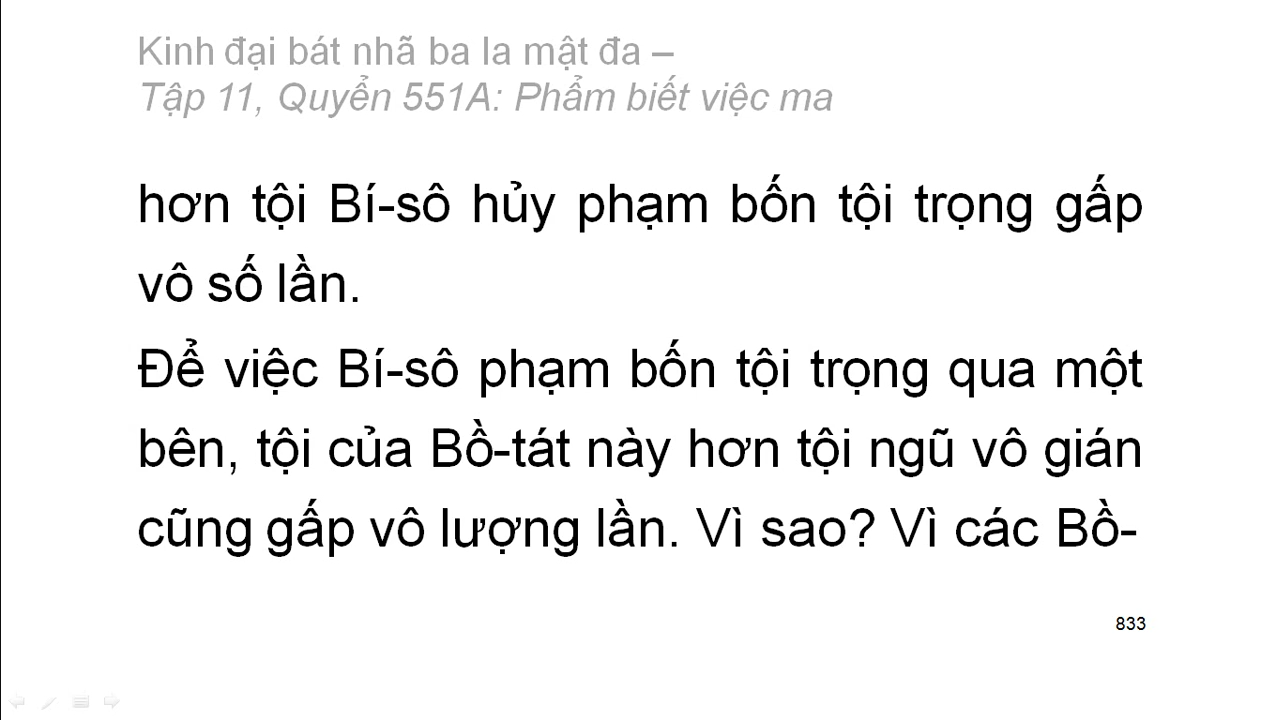 Kinh đại bát nhã ba la mật đa –
Tập 11, Quyển 551A: Phẩm biết việc ma
hơn tội Bí-sô hủy phạm bốn tội trọng gấp
vô số lần.
Để việc Bí-sô phạm bốn tội trọng qua một
bên, tội của Bồ-tát này hơn tội ngũ vô gián
cũng gấp vô lượng lần. Vì sao? Vì các Bồ-
833